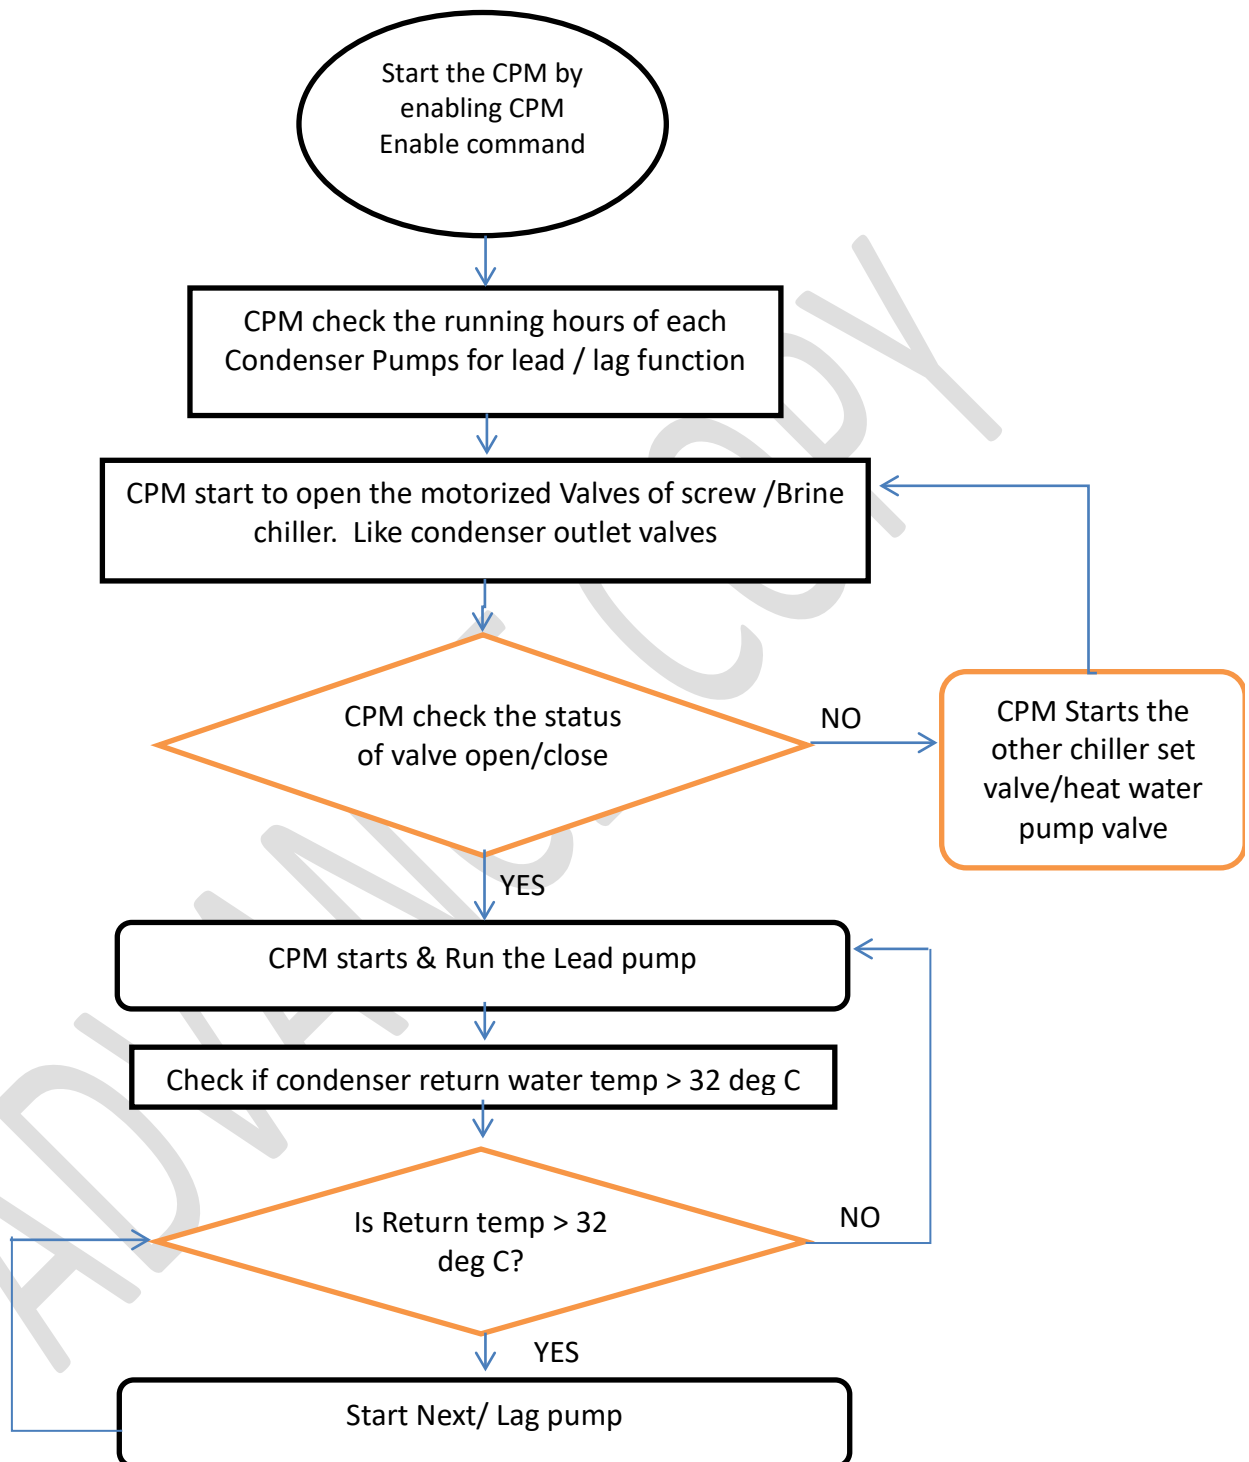 Start the CPM by
enabling CPM
Enable command
CPM check the running hours of each
Condenser Pumps for lead / lag function
CPM start to open the motorized Valves of screw /Brine
chiller.  Like condenser outlet valves
CPM check the status
of valve open/close
NO
CPM Starts the
other chiller set
valve/heat water
pump valve
YES
CPM starts & Run the Lead pump
Check if condenser return water temp > 32 deg C
Is Return temp > 32
deg C?
NO
YES
Start Next/ Lag pump
ADVANCE COPY